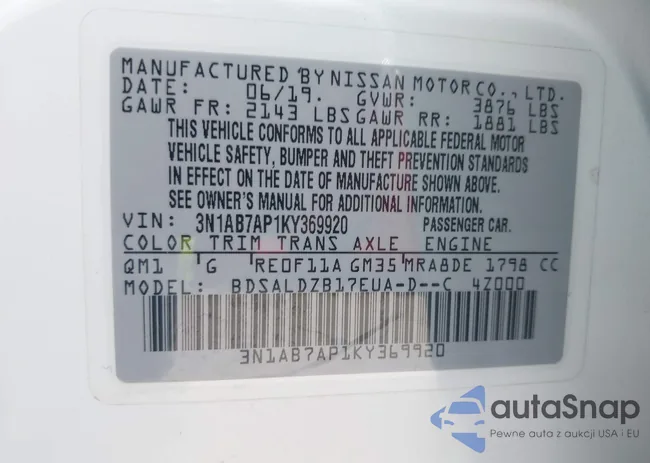 MANUFACTURED BY NISSAN MOTOR CO., LTD.
DATE: 06/19. GVWR: 3876 LBS
GAWR FR: 2143 LBS GAWR RR: 1881 LBS
THIS VEHICLE CONFORMS TO ALL APPLICABLE FEDERAL MOTOR
VEHICLE SAFETY, BUMPER AND THEFT PREVENTION STANDARDS
IN EFFECT ON THE DATE OF MANUFACTURE SHOWN ABOVE.
SEE OWNER'S MANUAL FOR ADDITIONAL INFORMATION.
VIN: 3N1AB7AP1KY369920 PASSENGER CAR.
COLOR TRIM TRANS AXLE ENGINE
QM1 G RE0F11A GM35 MRA8DE 1798 CC
MODEL: BDSALDZB17EUA-D--C 4Z000
3N1AB7AP1KY369920
autaSnap
Pewne auta z aukcji USA i EU